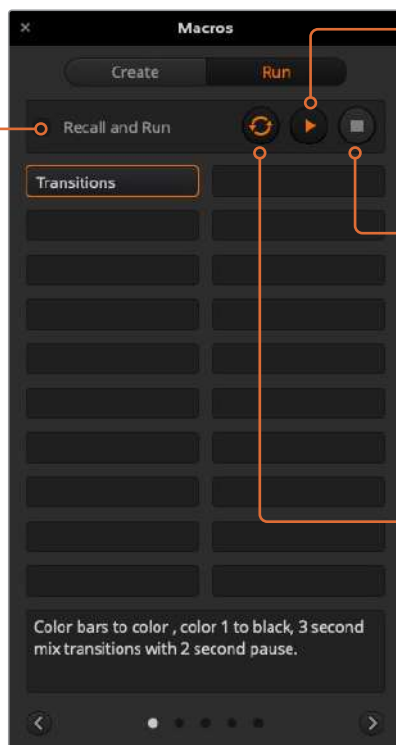 Macros
Create Run
Recall and Run
Transitions
Color bars to color , color 1 to black, 3 second
mix transitions with 2 second pause.